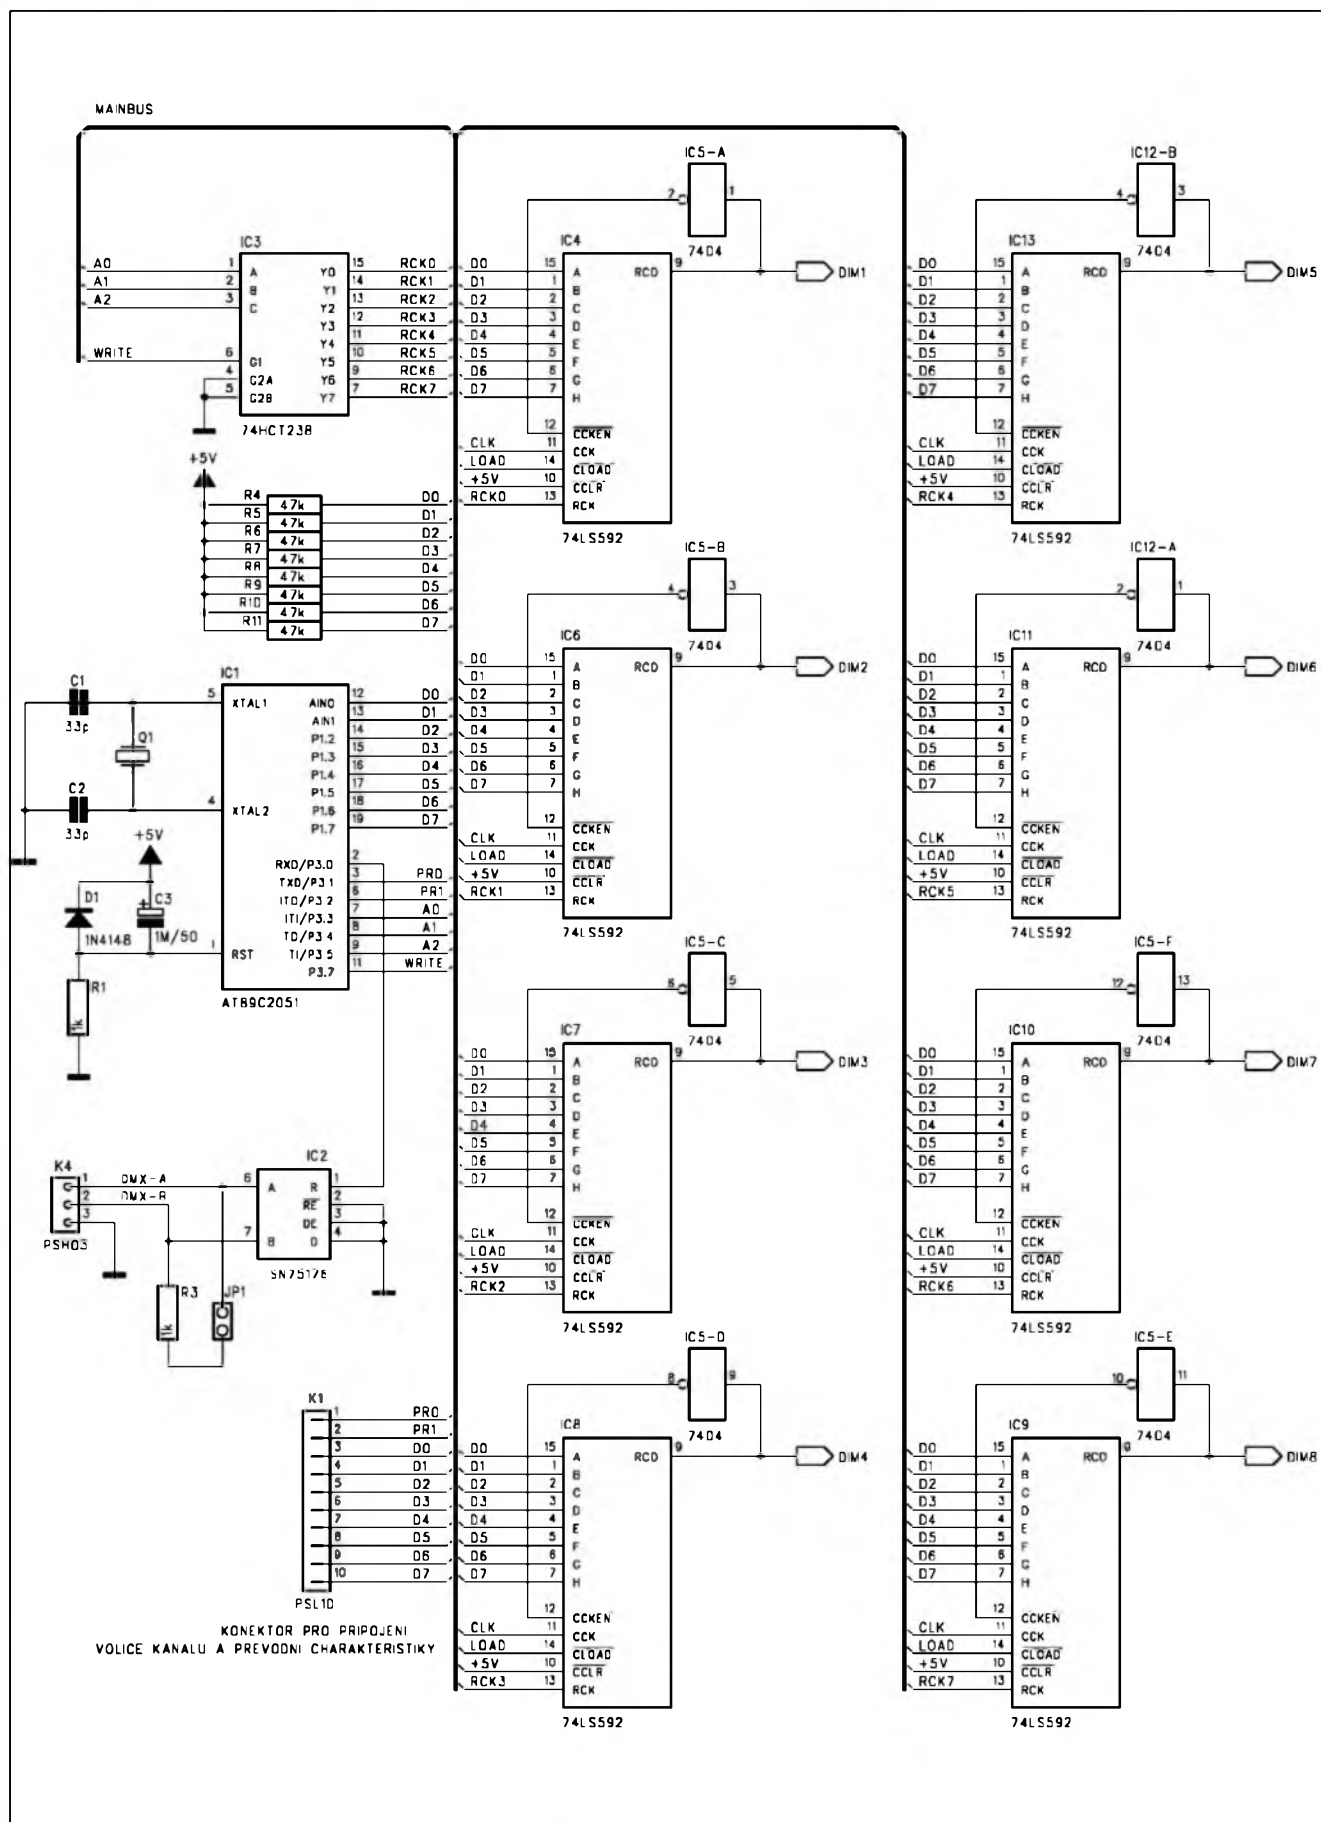 MAINBUS
IC3
A0 1 A Y0 15 RCK0
A1 2 B Y1 14 RCK1
A2 3 C Y2 13 RCK2
Y3 12 RCK3
Y4 11 RCK4
WRITE 6 G1 Y5 10 RCK5
4 G2A Y6 9 RCK6
5 G2B Y7 7 RCK7
74HCT238
+5V
R4 47k D0
R5 47k D1
R6 47k D2
R7 47k D3
R8 47k D4
R9 47k D5
R10 47k D6
R11 47k D7
C1
33p
Q1
C2
33p
IC1
5 XTAL1 AIN0 12 D0
AIN1 13 D1
P1.2 14 D2
P1.3 15 D3
P1.4 16 D4
P1.5 17 D5
4 XTAL2 P1.6 18 D6
P1.7 19 D7
RXD/P3.0 2
TXD/P3.1 3 PR0
IT0/P3.2 6 PR1
IT1/P3.3 7 A0
T0/P3.4 8 A1
1 RST T1/P3.5 9 A2
P3.7 11 WRITE
AT89C2051
+5V
D1
1N4148
+ C3
1M/50
R1
1k
K4
1 DMX-A
2 DMX-B
3
PSH03
IC2
6 A R 1
RE 2
DE 3
7 B D 4
SN75176
R3
1k
JP1
K1
1 PR0
2 PR1
3 D0
4 D1
5 D2
6 D3
7 D4
8 D5
9 D6
10 D7
PSL10
KONEKTOR PRO PRIPOJENI
VOLICE KANALU A PREVODNI CHARAKTERISTIKY
IC5-A
2 1
7404
IC4
D0 15 A RCO 9 DIM1
D1 1 B
D2 2 C
D3 3 D
D4 4 E
D5 5 F
D6 6 G
D7 7 H
12 CCKEN
CLK 11 CCK
LOAD 14 CLOAD
+5V 10 CCLR
RCK0 13 RCK
74LS592
IC5-B
4 3
7404
IC6
D0 15 A RCO 9 DIM2
D1 1 B
D2 2 C
D3 3 D
D4 4 E
D5 5 F
D6 6 G
D7 7 H
12 CCKEN
CLK 11 CCK
LOAD 14 CLOAD
+5V 10 CCLR
RCK1 13 RCK
74LS592
IC5-C
6 5
7404
IC7
D0 15 A RCO 9 DIM3
D1 1 B
D2 2 C
D3 3 D
D4 4 E
D5 5 F
D6 6 G
D7 7 H
12 CCKEN
CLK 11 CCK
LOAD 14 CLOAD
+5V 10 CCLR
RCK2 13 RCK
74LS592
IC5-D
8 9
7404
IC8
D0 15 A RCO 9 DIM4
D1 1 B
D2 2 C
D3 3 D
D4 4 E
D5 5 F
D6 6 G
D7 7 H
12 CCKEN
CLK 11 CCK
LOAD 14 CLOAD
+5V 10 CCLR
RCK3 13 RCK
74LS592
IC12-B
4 3
7404
IC13
D0 15 A RCO 9 DIM5
D1 1 B
D2 2 C
D3 3 D
D4 4 E
D5 5 F
D6 6 G
D7 7 H
12 CCKEN
CLK 11 CCK
LOAD 14 CLOAD
+5V 10 CCLR
RCK4 13 RCK
74LS592
IC12-A
2 1
7404
IC11
D0 15 A RCO 9 DIM6
D1 1 B
D2 2 C
D3 3 D
D4 4 E
D5 5 F
D6 6 G
D7 7 H
12 CCKEN
CLK 11 CCK
LOAD 14 CLOAD
+5V 10 CCLR
RCK5 13 RCK
74LS592
IC5-F
12 13
7404
IC10
D0 15 A RCO 9 DIM7
D1 1 B
D2 2 C
D3 3 D
D4 4 E
D5 5 F
D6 6 G
D7 7 H
12 CCKEN
CLK 11 CCK
LOAD 14 CLOAD
+5V 10 CCLR
RCK6 13 RCK
74LS592
IC5-E
10 11
7404
IC9
D0 15 A RCO 9 DIM8
D1 1 B
D2 2 C
D3 3 D
D4 4 E
D5 5 F
D6 6 G
D7 7 H
12 CCKEN
CLK 11 CCK
LOAD 14 CLOAD
+5V 10 CCLR
RCK7 13 RCK
74LS592